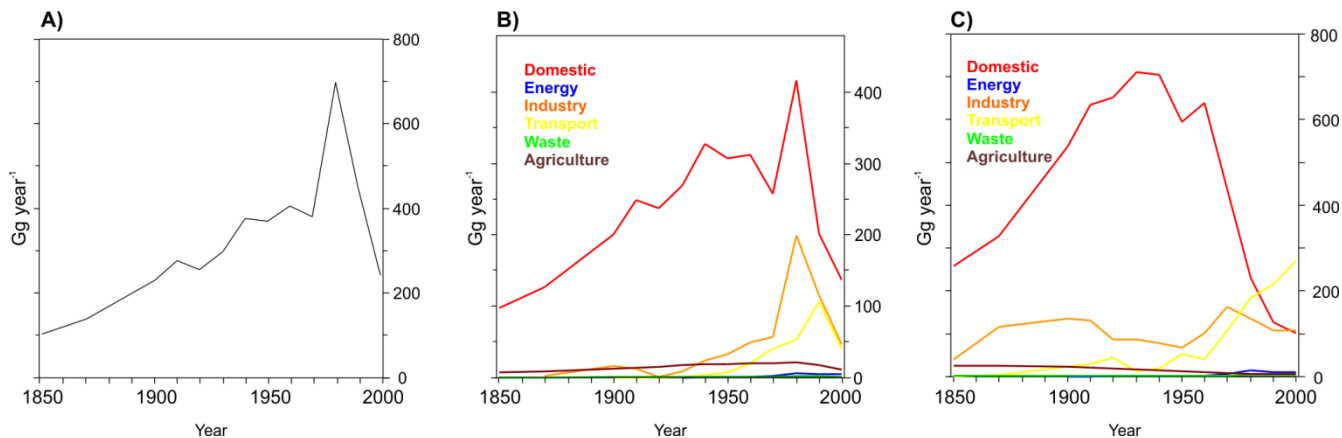 A)
Gg year-1
800
600
400
200
0
1850
1900
1950
2000
Year
B)
Domestic
Energy
Industry
Transport
Waste
Agriculture
Gg year-1
400
300
200
100
0
1850
1900
1950
2000
Year
C)
Domestic
Energy
Industry
Transport
Waste
Agriculture
Gg year-1
800
600
400
200
0
1850
1900
1950
2000
Year